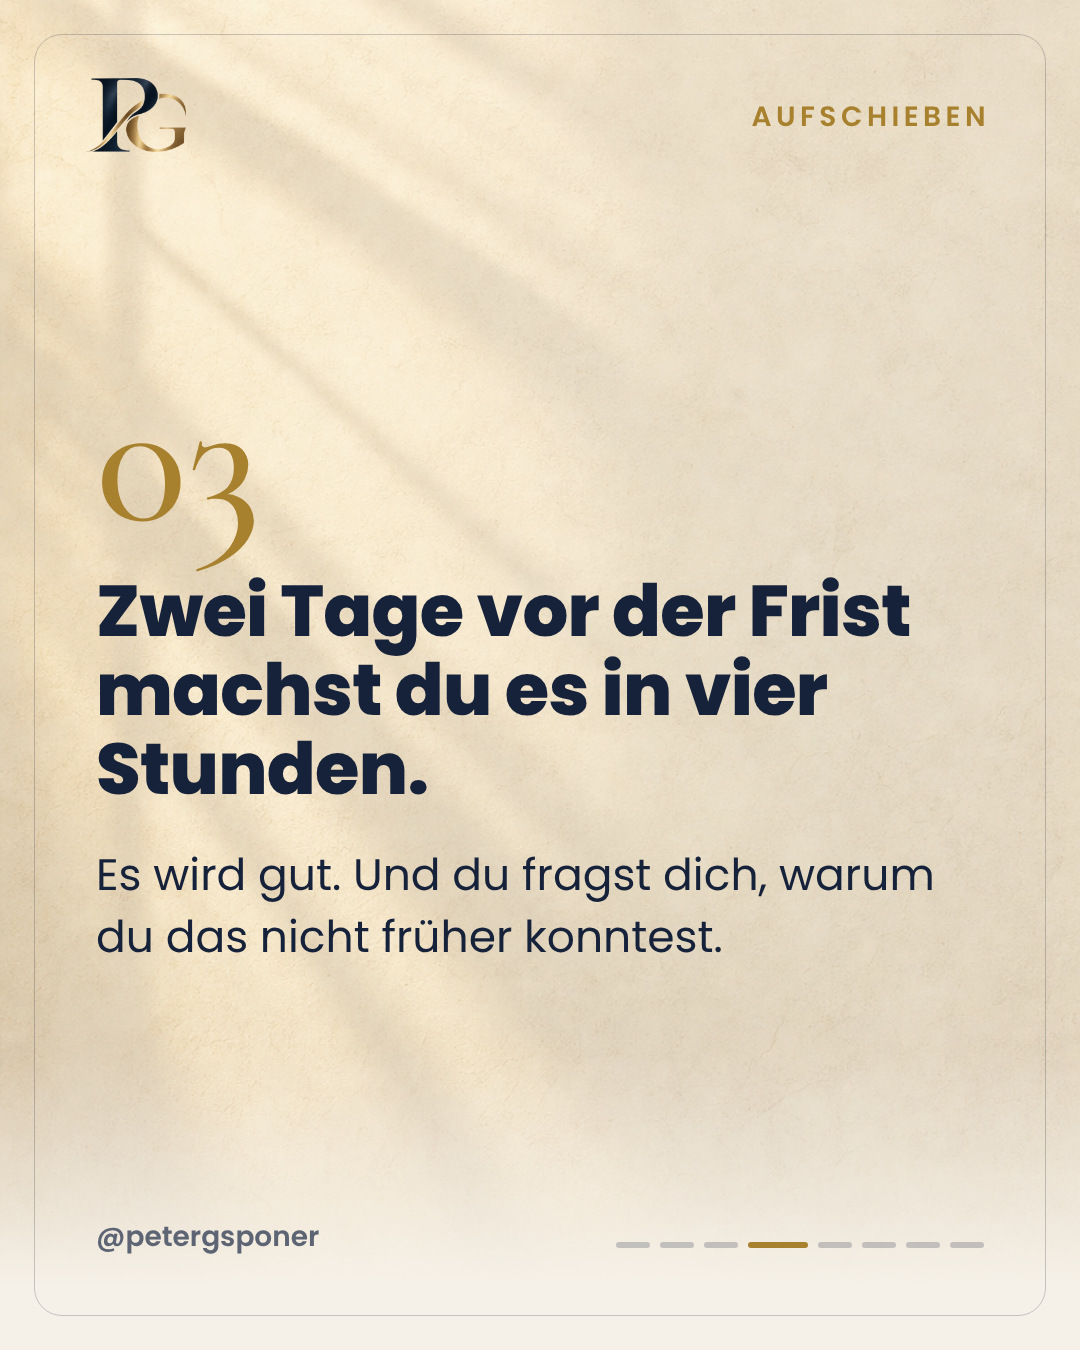 PG
AUFSCHIEBEN
03
Zwei Tage vor der Frist
machst du es in vier
Stunden.
Es wird gut. Und du fragst dich, warum
du das nicht früher konntest.
@petergsponer